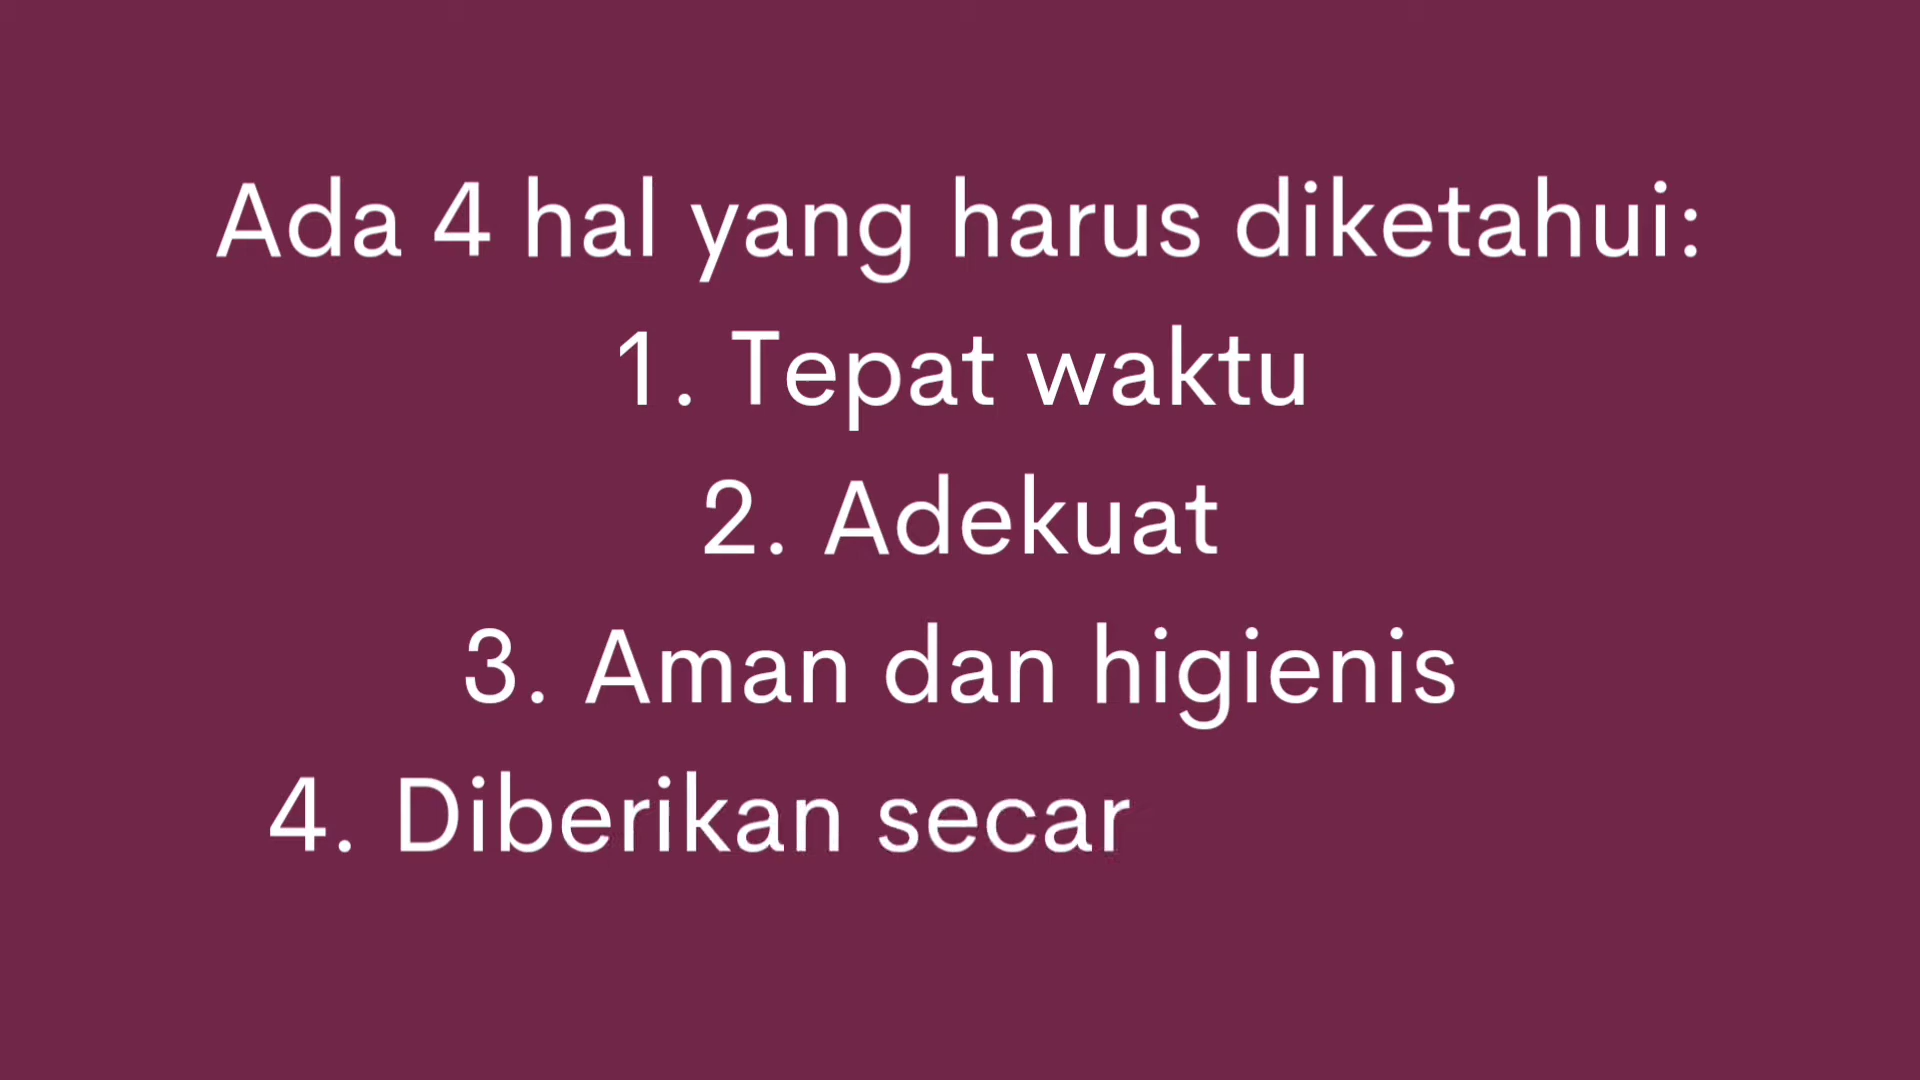 Ada 4 hal yang harus diketahui:
1. Tepat waktu
2. Adekuat
3. Aman dan higienis
4. Diberikan secar